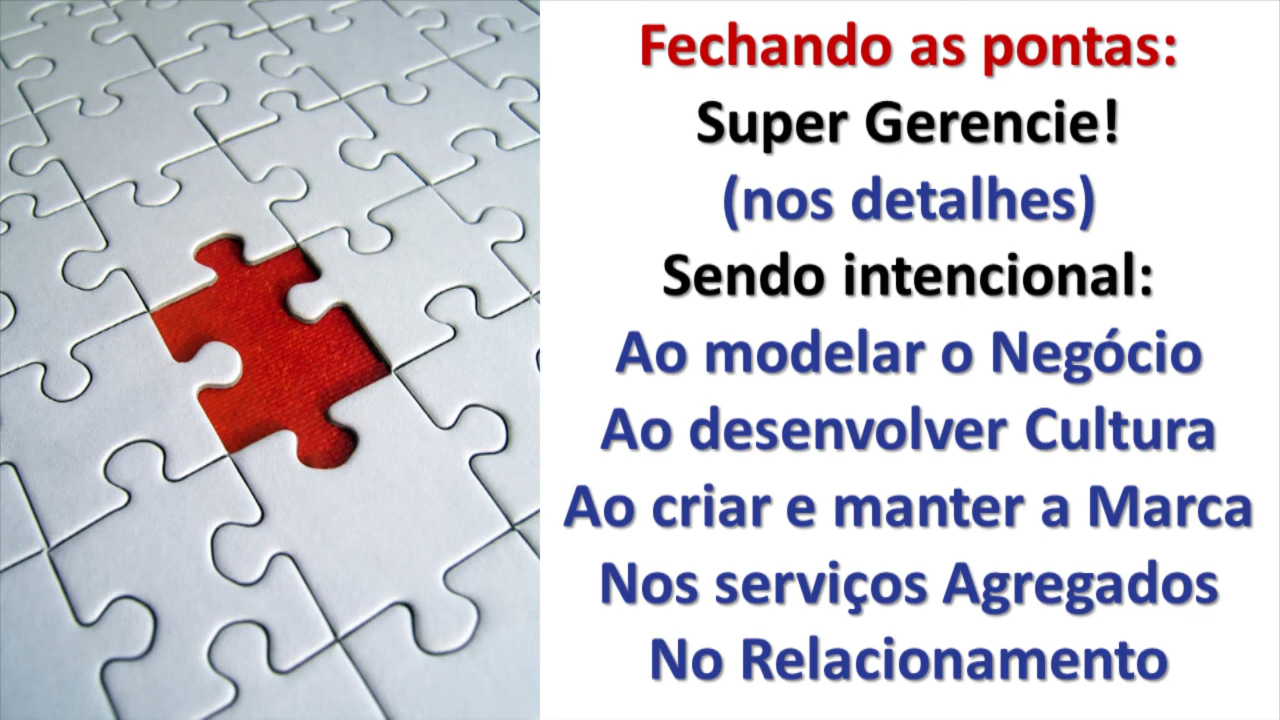 Fechando as pontas:
Super Gerencie!
(nos detalhes)
Sendo intencional:
Ao modelar o Negócio
Ao desenvolver Cultura
Ao criar e manter a Marca
Nos serviços Agregados
No Relacionamento